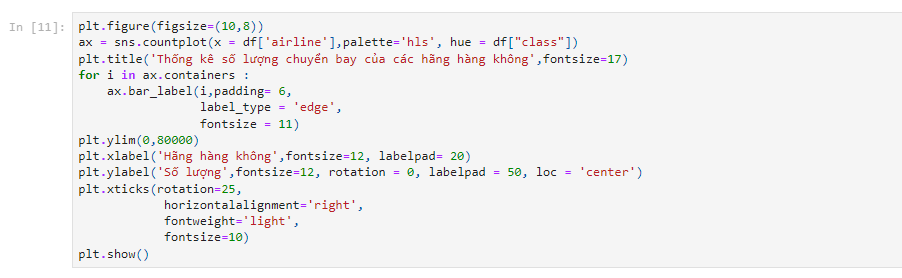 In [11]:
plt.figure(figsize=(10,8))
ax = sns.countplot(x = df['airline'],palette='hls', hue = df["class"])
plt.title('Thống kê số lượng chuyến bay của các hãng hàng không',fontsize=17)
for i in ax.containers :
    ax.bar_label(i,padding= 6,
                 label_type = 'edge',
                 fontsize = 11)
plt.ylim(0,80000)
plt.xlabel('Hãng hàng không',fontsize=12, labelpad= 20)
plt.ylabel('Số lượng',fontsize=12, rotation = 0, labelpad = 50, loc = 'center')
plt.xticks(rotation=25,
            horizontalalignment='right',
            fontweight='light',
            fontsize=10)
plt.show()